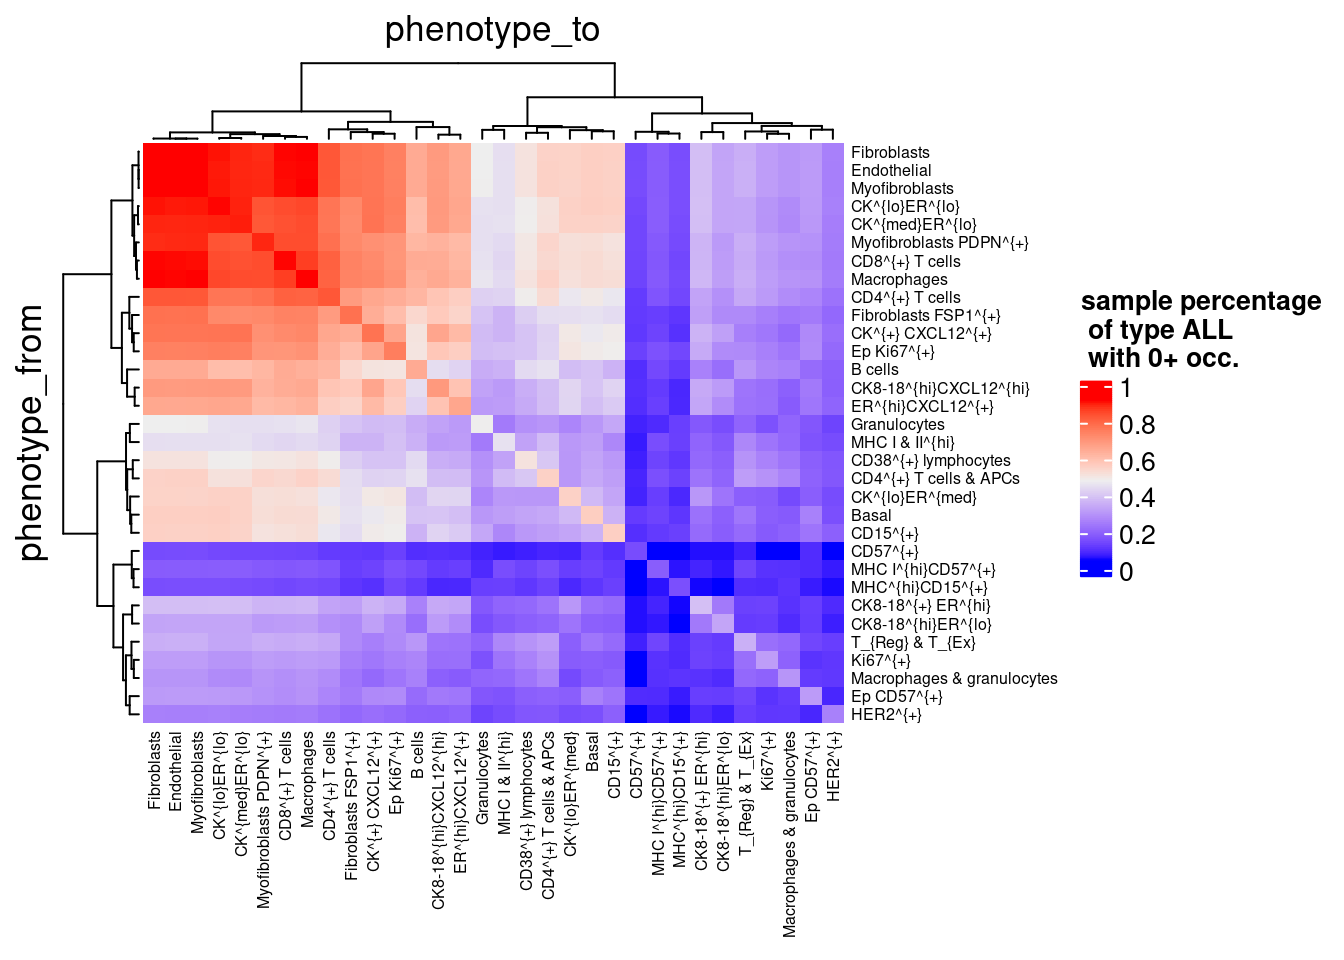 phenotype_to
phenotype_from
Fibroblasts
Endothelial
Myofibroblasts
CK^{lo}ER^{lo}
CK^{med}ER^{lo}
Myofibroblasts PDPN^{+}
CD8^{+} T cells
Macrophages
CD4^{+} T cells
Fibroblasts FSP1^{+}
CK^{+} CXCL12^{+}
Ep Ki67^{+}
B cells
CK8-18^{hi}CXCL12^{hi}
ER^{hi}CXCL12^{+}
Granulocytes
MHC I & II^{hi}
CD38^{+} lymphocytes
CD4^{+} T cells & APCs
CK^{lo}ER^{med}
Basal
CD15^{+}
CD57^{+}
MHC I^{hi}CD57^{+}
MHC^{hi}CD15^{+}
CK8-18^{+} ER^{hi}
CK8-18^{hi}ER^{lo}
T_{Reg} & T_{Ex}
Ki67^{+}
Macrophages & granulocytes
Ep CD57^{+}
HER2^{+}
Fibroblasts
Endothelial
Myofibroblasts
CK^{lo}ER^{lo}
CK^{med}ER^{lo}
Myofibroblasts PDPN^{+}
CD8^{+} T cells
Macrophages
CD4^{+} T cells
Fibroblasts FSP1^{+}
CK^{+} CXCL12^{+}
Ep Ki67^{+}
B cells
CK8-18^{hi}CXCL12^{hi}
ER^{hi}CXCL12^{+}
Granulocytes
MHC I & II^{hi}
CD38^{+} lymphocytes
CD4^{+} T cells & APCs
CK^{lo}ER^{med}
Basal
CD15^{+}
CD57^{+}
MHC I^{hi}CD57^{+}
MHC^{hi}CD15^{+}
CK8-18^{+} ER^{hi}
CK8-18^{hi}ER^{lo}
T_{Reg} & T_{Ex}
Ki67^{+}
Macrophages & granulocytes
Ep CD57^{+}
HER2^{+}
sample percentage
of type ALL
with 0+ occ.
1
0.8
0.6
0.4
0.2
0